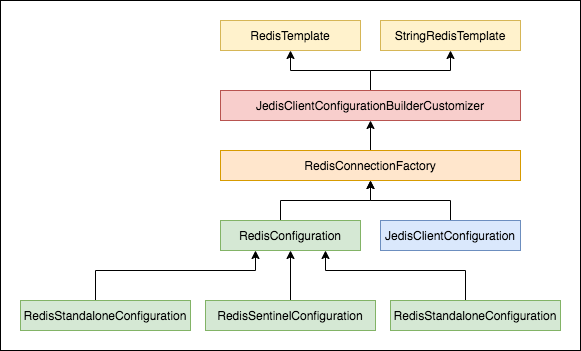 RedisTemplate
StringRedisTemplate
JedisClientConfigurationBuilderCustomizer
RedisConnectionFactory
RedisConfiguration
JedisClientConfiguration
RedisStandaloneConfiguration
RedisSentinelConfiguration
RedisStandaloneConfiguration